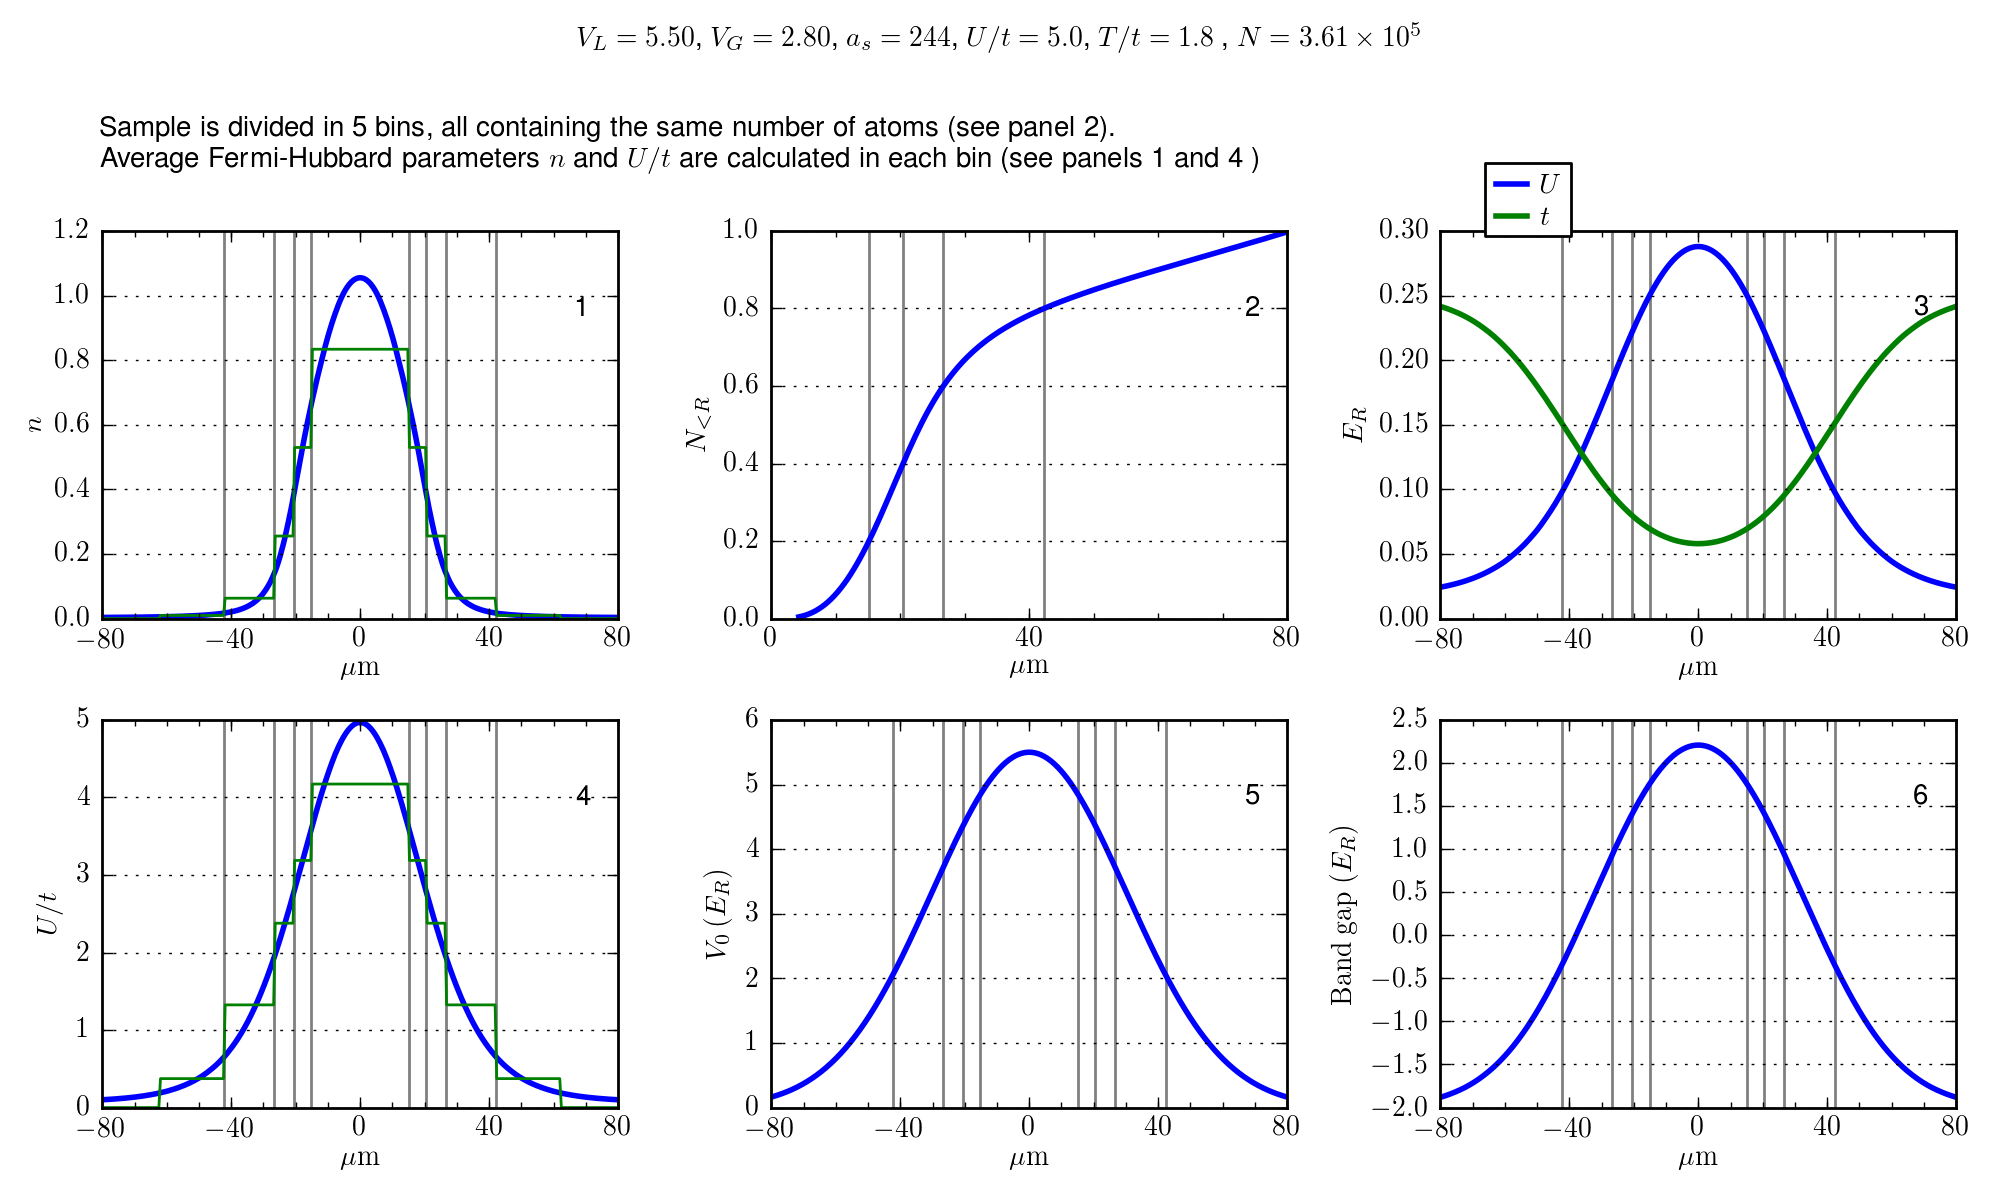 V_L = 5.50, V_G = 2.80, a_s = 244, U/t = 5.0, T/t = 1.8 , N = 3.61 × 10^5
Sample is divided in 5 bins, all containing the same number of atoms (see panel 2).
Average Fermi-Hubbard parameters n and U/t are calculated in each bin (see panels 1 and 4 )
U
t
1.2
1.0
0.8
0.6
0.4
0.2
0.0
n
1
−80 −40 0 40 80
μm
1.0
0.8
0.6
0.4
0.2
0.0
N_{<R}
2
0 40 80
μm
0.30
0.25
0.20
0.15
0.10
0.05
0.00
E_R
3
−80 −40 0 40 80
μm
5
4
3
2
1
0
U/t
4
−80 −40 0 40 80
μm
6
5
4
3
2
1
0
V_0 (E_R)
5
−80 −40 0 40 80
μm
2.5
2.0
1.5
1.0
0.5
0.0
−0.5
−1.0
−1.5
−2.0
Band gap (E_R)
6
−80 −40 0 40 80
μm